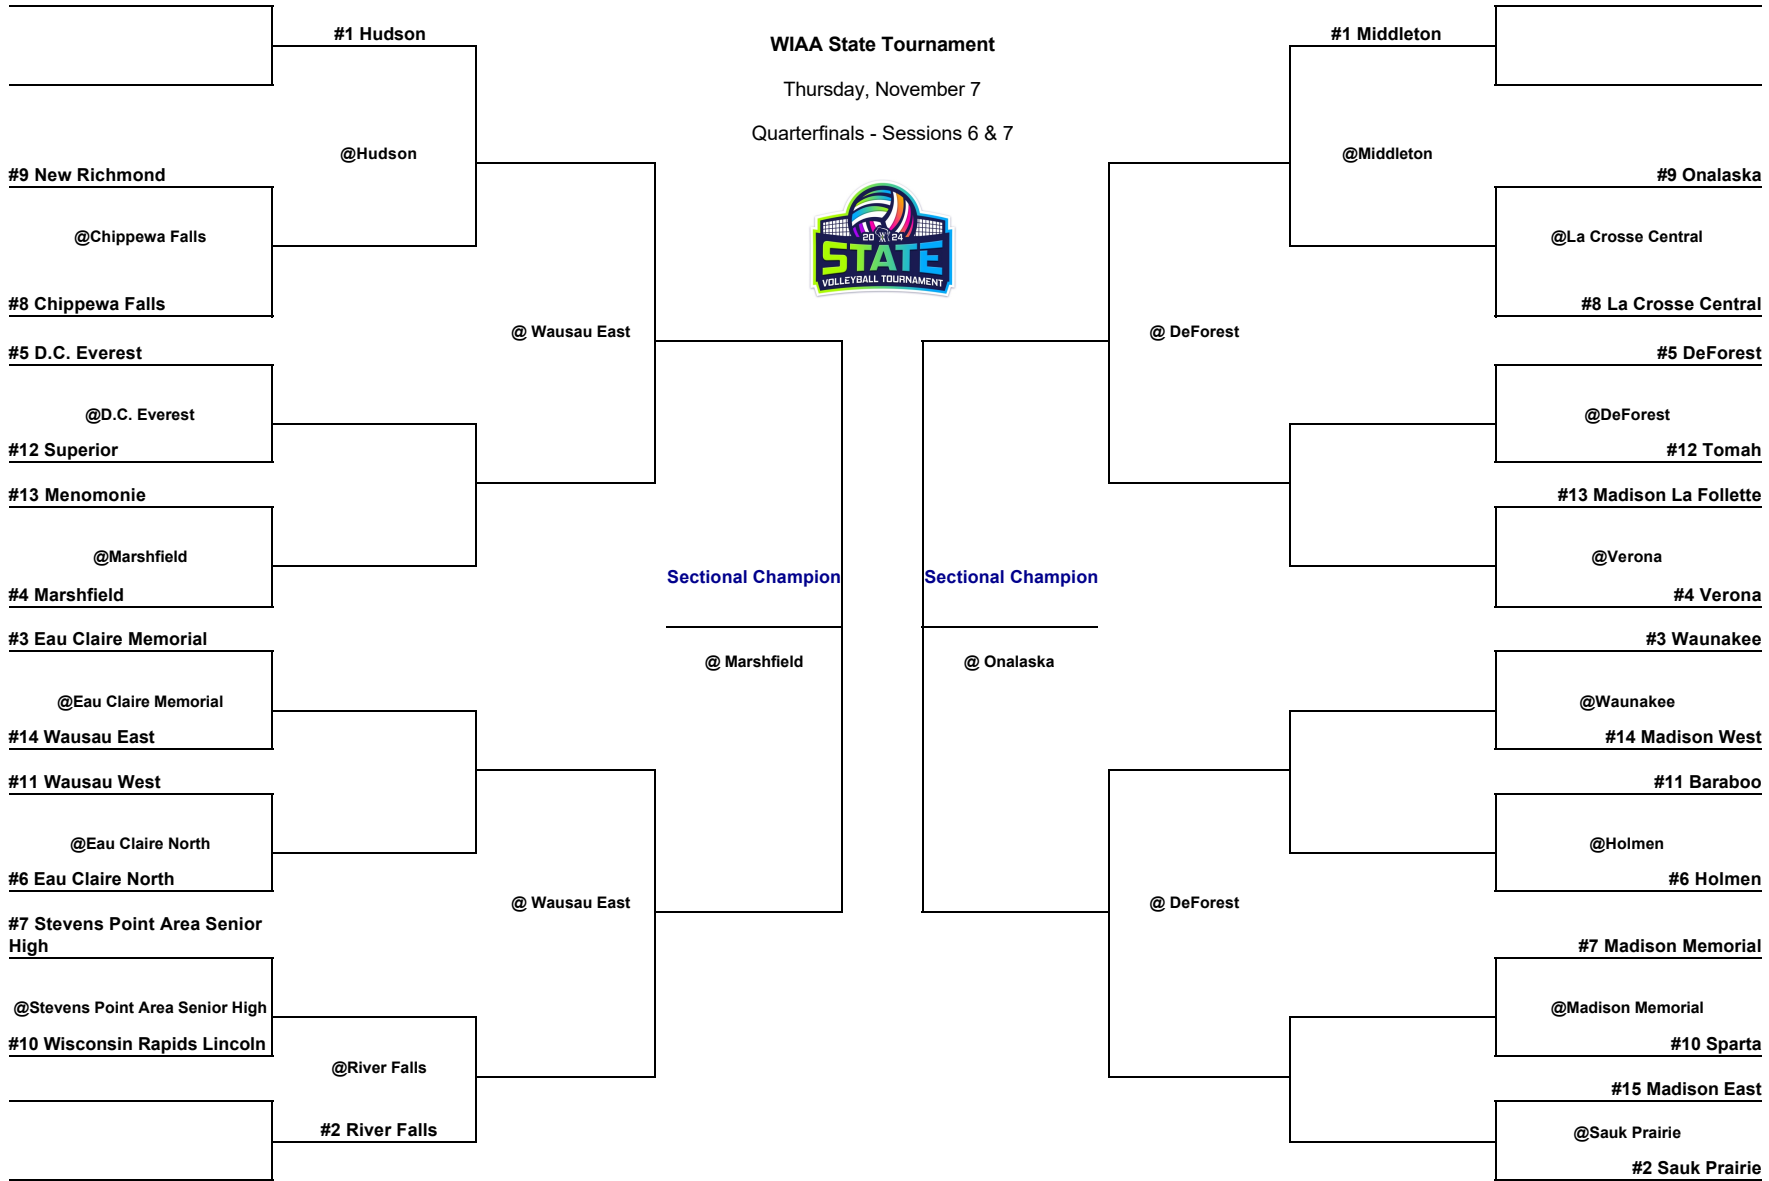 #1 Hudson
@Hudson
#9 New Richmond
@Chippewa Falls
#8 Chippewa Falls
@ Wausau East
#5 D.C. Everest
@D.C. Everest
#12 Superior
#13 Menomonie
@Marshfield
#4 Marshfield
#3 Eau Claire Memorial
@Eau Claire Memorial
#14 Wausau East
#11 Wausau West
@Eau Claire North
#6 Eau Claire North
@ Wausau East
#7 Stevens Point Area Senior
High
@Stevens Point Area Senior High
#10 Wisconsin Rapids Lincoln
@River Falls
#2 River Falls
WIAA State Tournament
Thursday, November 7
Quarterfinals - Sessions 6 & 7
20 24
STATE
VOLLEYBALL TOURNAMENT
Sectional Champion
@ Marshfield
Sectional Champion
@ Onalaska
#1 Middleton
@Middleton
#9 Onalaska
@La Crosse Central
#8 La Crosse Central
@ DeForest
#5 DeForest
@DeForest
#12 Tomah
#13 Madison La Follette
@Verona
#4 Verona
#3 Waunakee
@Waunakee
#14 Madison West
#11 Baraboo
@Holmen
#6 Holmen
@ DeForest
#7 Madison Memorial
@Madison Memorial
#10 Sparta
#15 Madison East
@Sauk Prairie
#2 Sauk Prairie